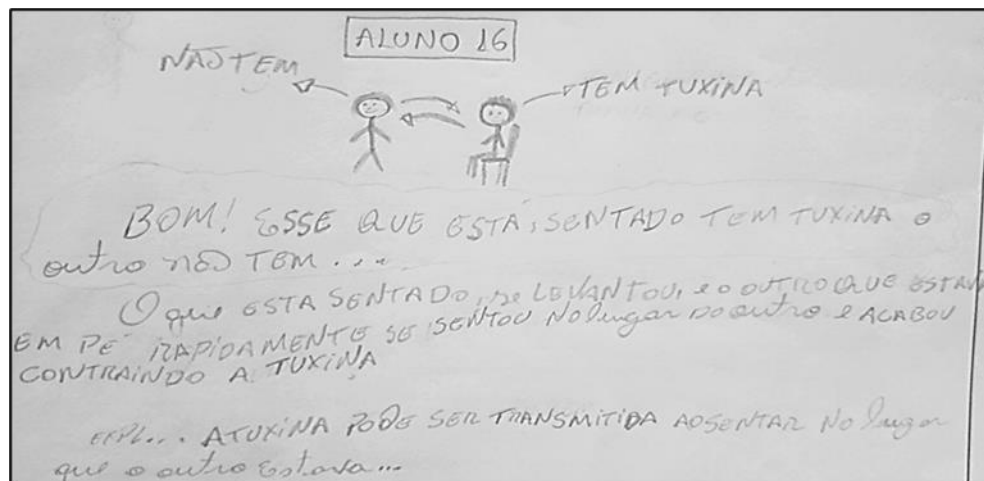 ALUNO 16
NÃO TEM
TEM TUXINA
BOM! ESSE QUE ESTÁ, SENTADO TEM TUXINA o
outro não TEM....
O que ESTA SENTADO, se LEVANTOU, e o OUTRO QUE ESTAVA
EM PÉ RAPIDAMENTE SE SENTOU No lugar DO outro e ACABOU
CONTRAINDO A TUXINA
A TUXINA PODE SER TRANSMITIDA AO SENTAR No lugar
que o outro Estava...